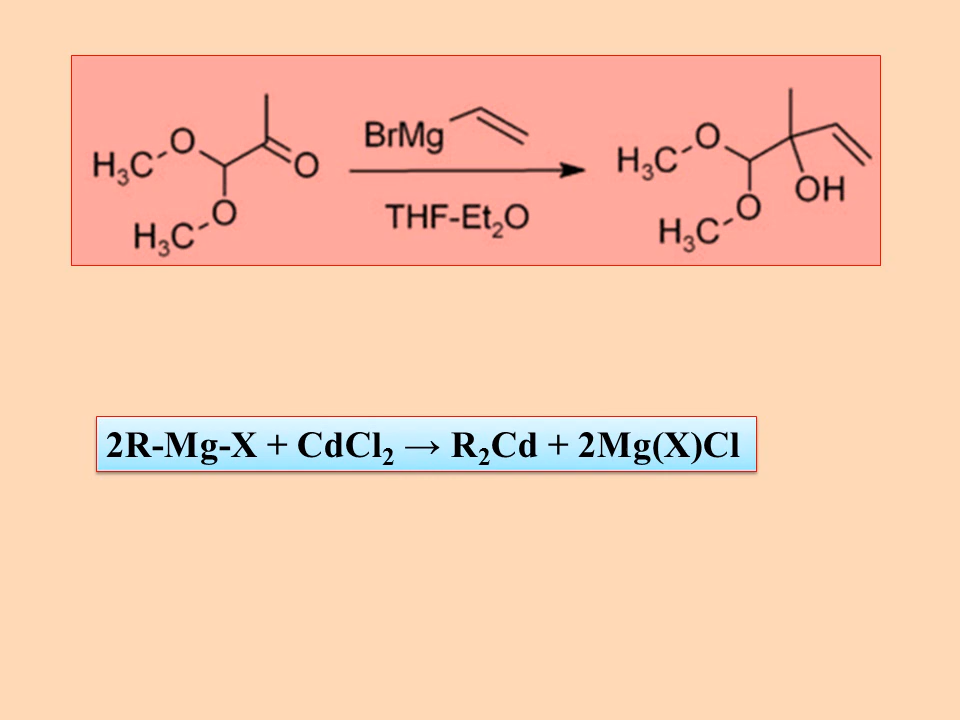 BrMg
H₃C O O
THF-Et₂O
H₃C O
H₃C O OH
H₃C O
2R-Mg-X + CdCl₂ → R₂Cd + 2Mg(X)Cl